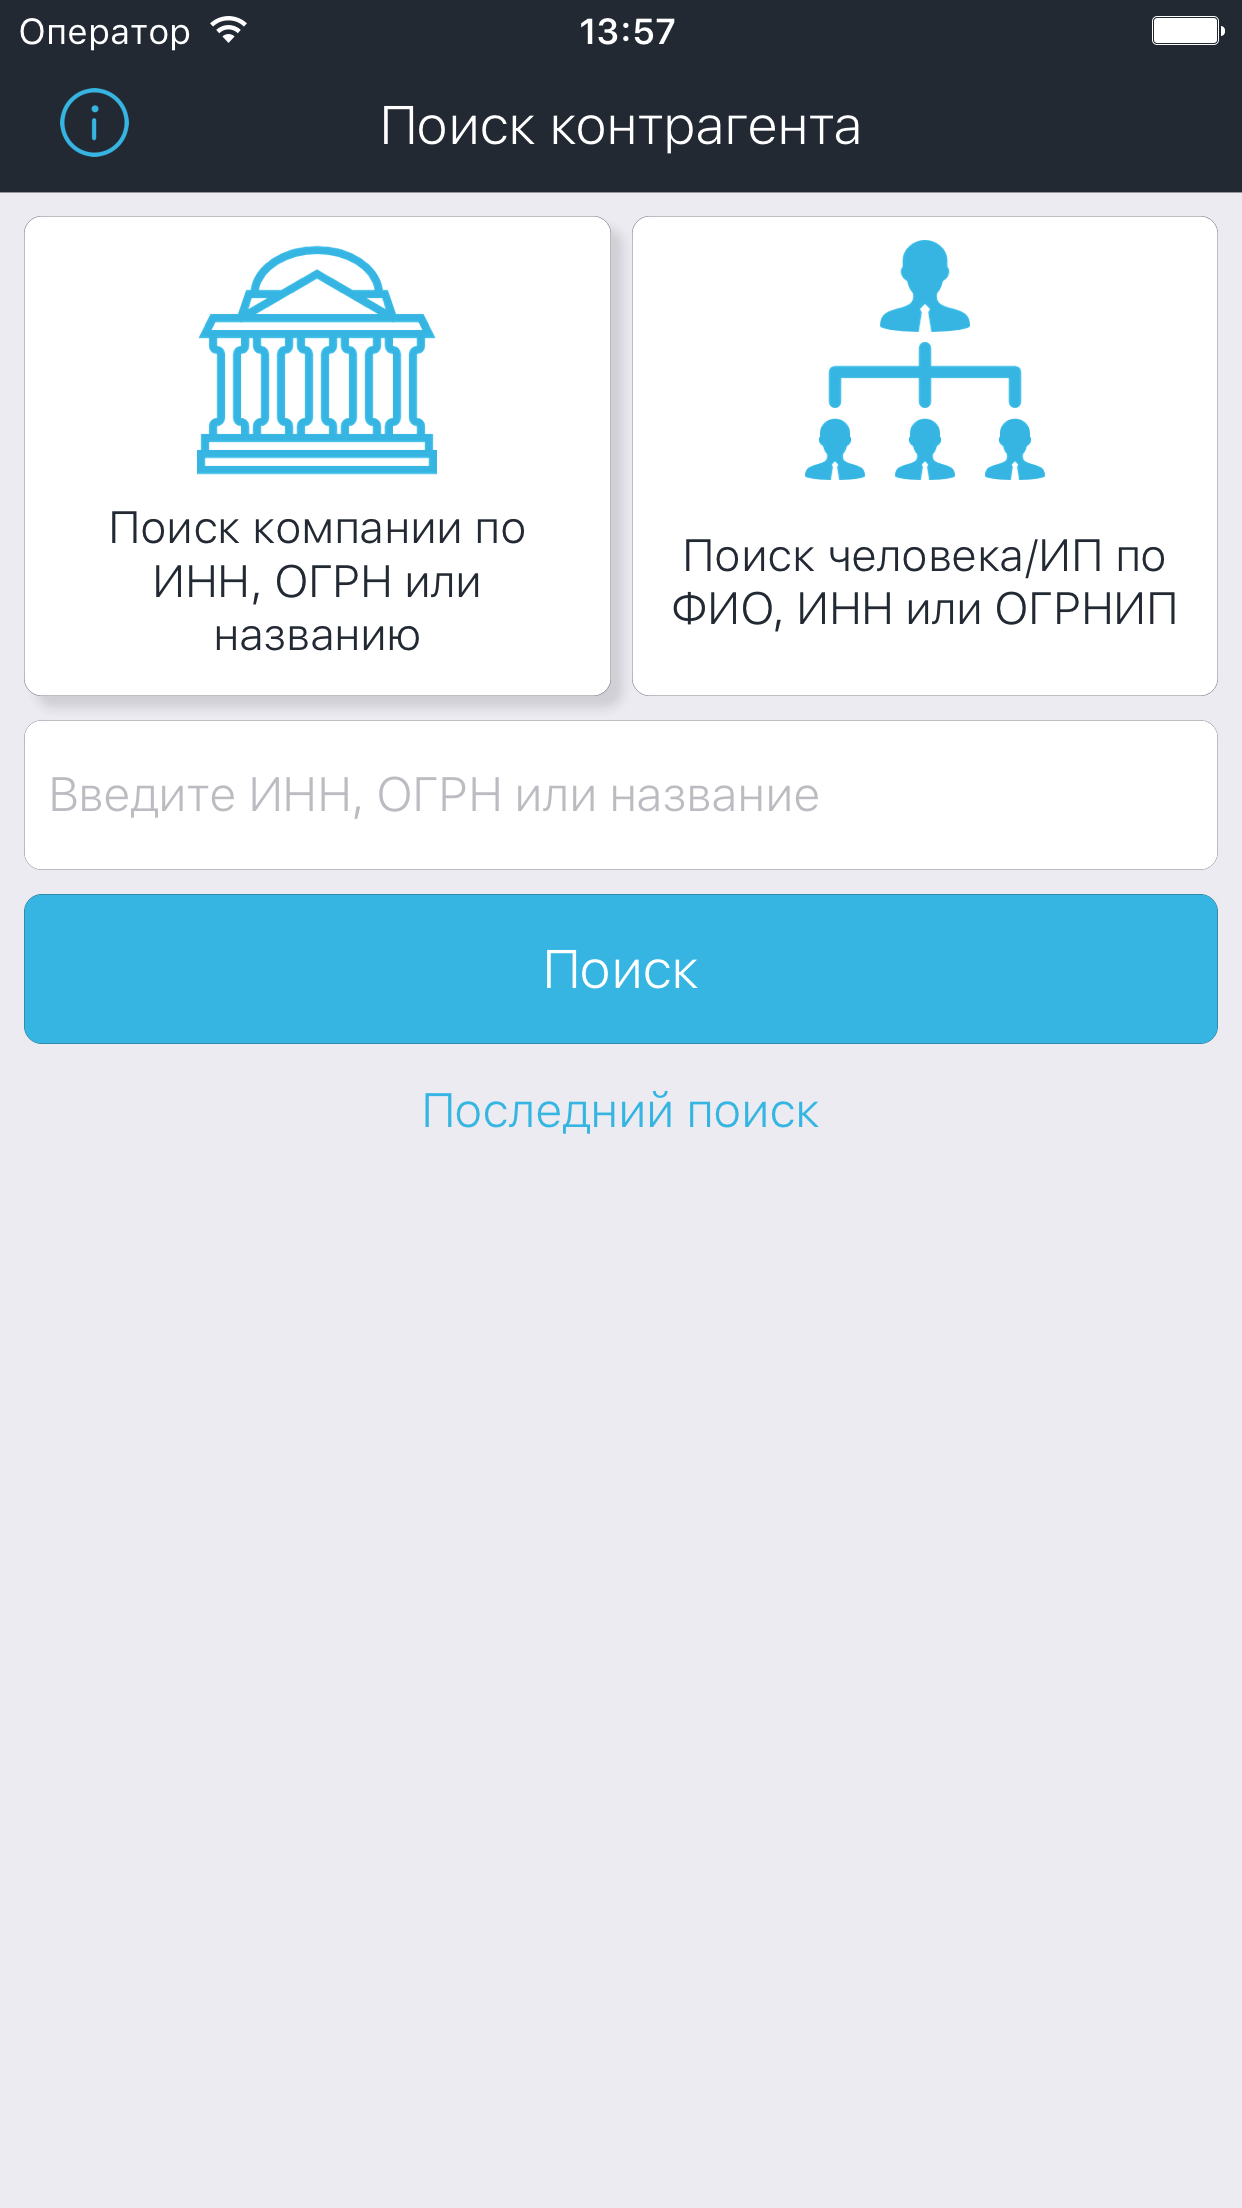 Оператор 13:57
Поиск контрагента
Поиск компании по
ИНН, ОГРН или
названию
Поиск человека/ИП по
ФИО, ИНН или ОГРНИП
Введите ИНН, ОГРН или название
Поиск
Последний поиск